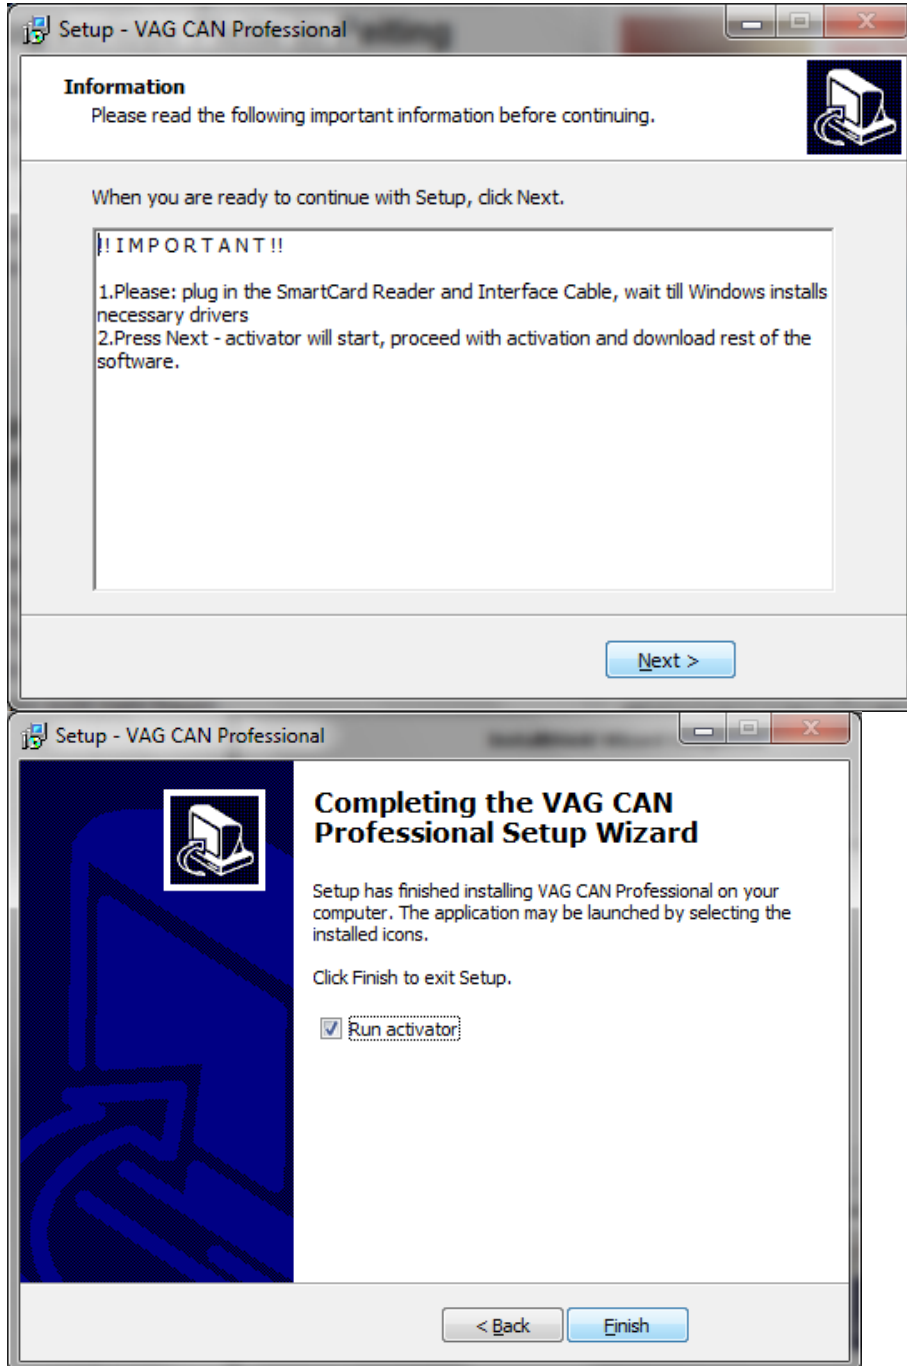 Setup - VAG CAN Professional
Information
Please read the following important information before continuing.
When you are ready to continue with Setup, click Next.
!! I M P O R T A N T !!
1.Please: plug in the SmartCard Reader and Interface Cable, wait till Windows installs
necessary drivers
2.Press Next - activator will start, proceed with activation and download rest of the
software.
Next >
Setup - VAG CAN Professional
Completing the VAG CAN
Professional Setup Wizard
Setup has finished installing VAG CAN Professional on your
computer. The application may be launched by selecting the
installed icons.
Click Finish to exit Setup.
Run activator
< Back
Finish